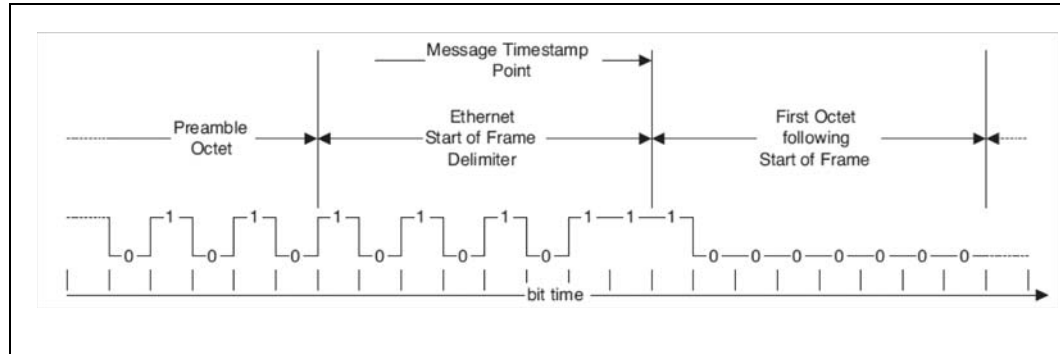 Message Timestamp
Point
Preamble
Octet
Ethernet
Start of Frame
Delimiter
First Octet
following
Start of Frame
0 1 0 1 0 1 0 1 0 1 0 1 1 1 0 0 0 0 0 0 0
bit time